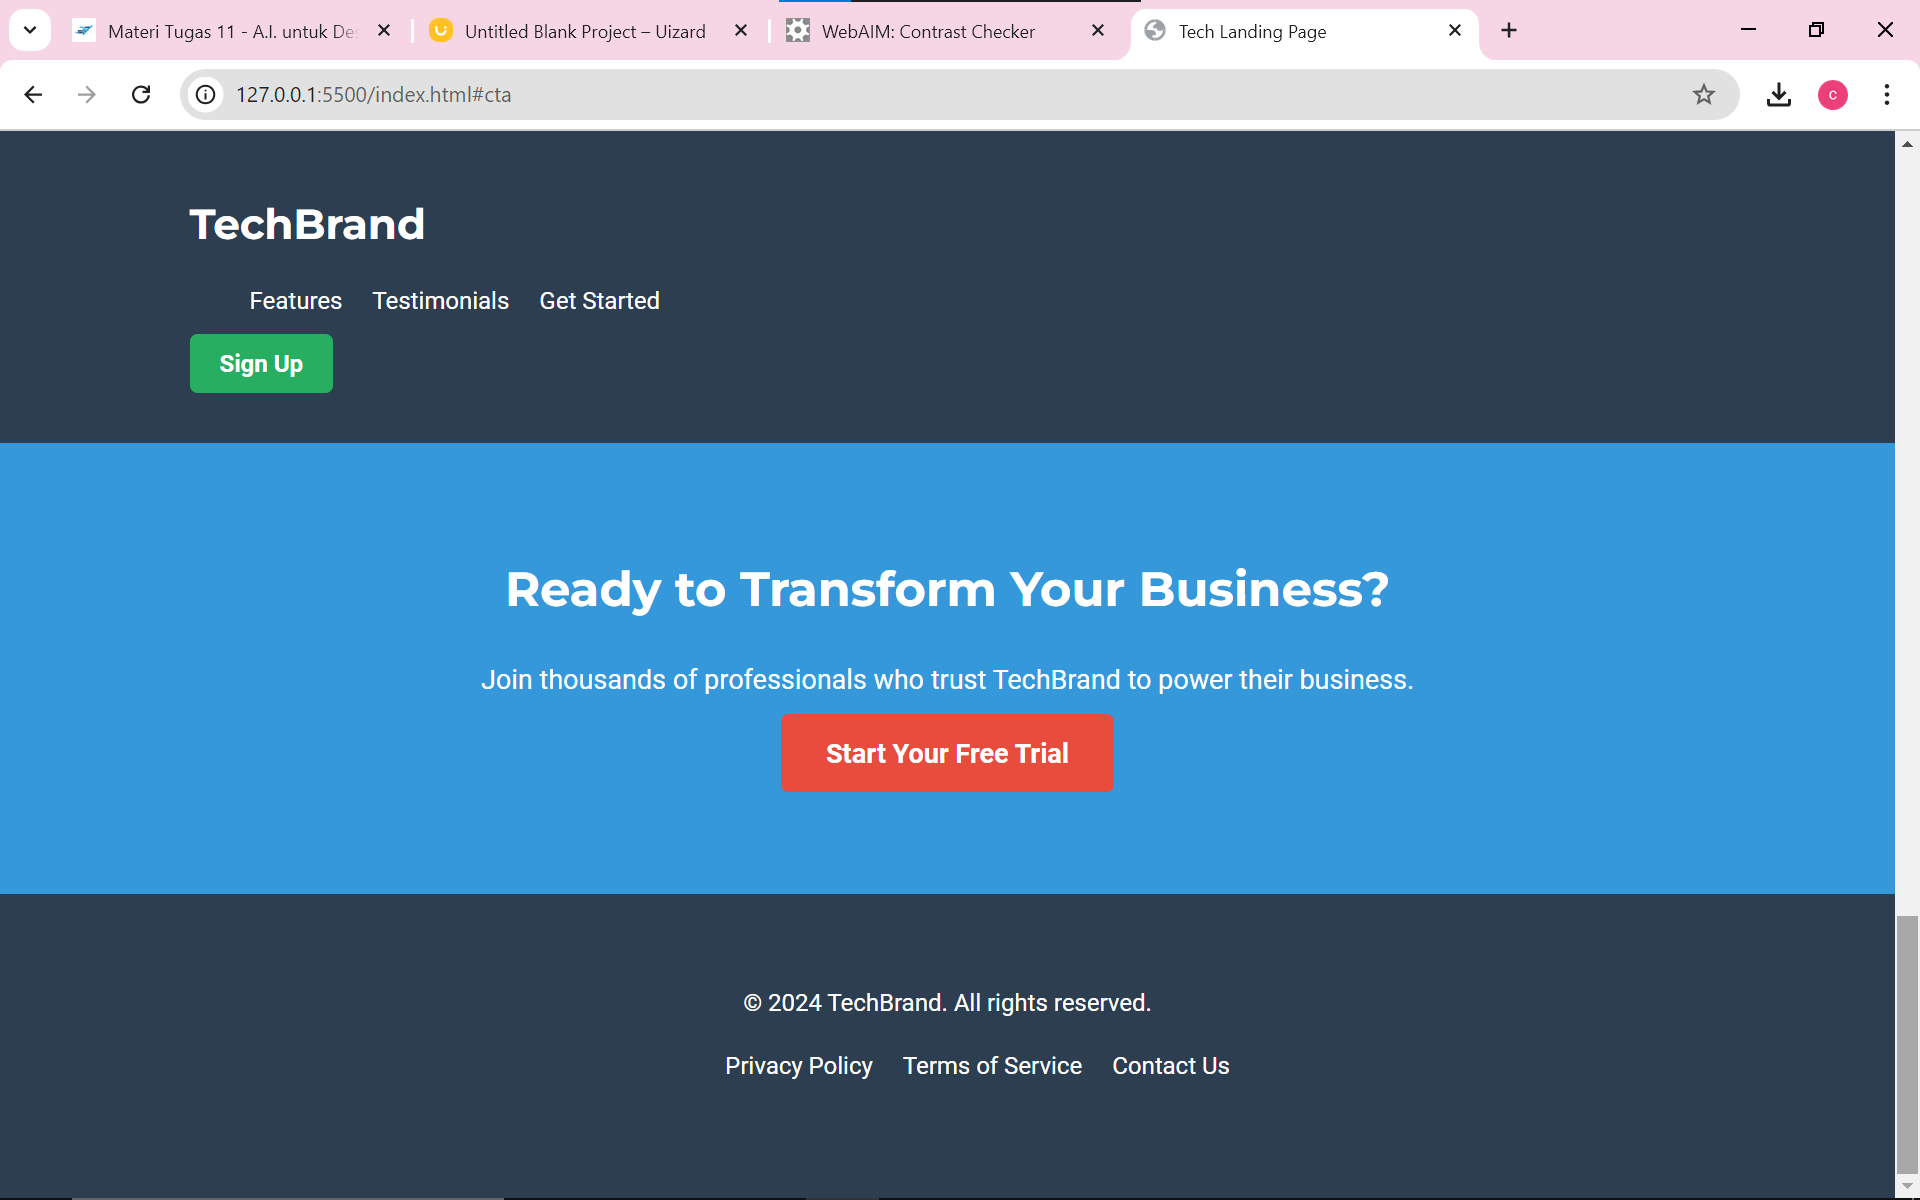 Materi Tugas 11 - A.I. untuk De
Untitled Blank Project – Uizard
WebAIM: Contrast Checker
Tech Landing Page
127.0.0.1:5500/index.html#cta
C
TechBrand
Features Testimonials Get Started
Sign Up
Ready to Transform Your Business?
Join thousands of professionals who trust TechBrand to power their business.
Start Your Free Trial
© 2024 TechBrand. All rights reserved.
Privacy Policy Terms of Service Contact Us